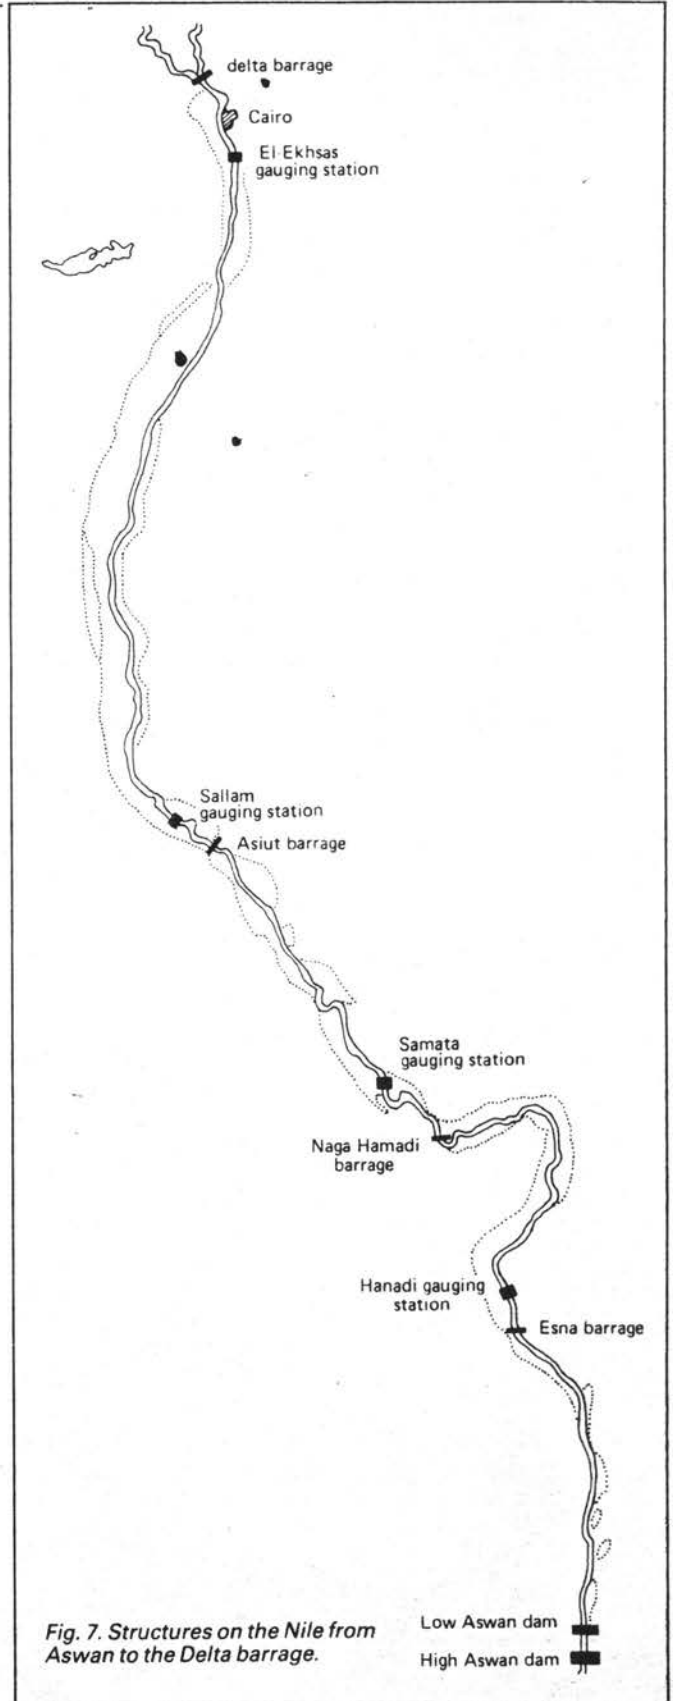 delta barrage
Cairo
El Ekhsas
gauging station
Sallam
gauging station
Asiut barrage
Samata
gauging station
Naga Hamadi
barrage
Hanadi gauging
station
Esna barrage
Low Aswan dam
High Aswan dam
Fig. 7. Structures on the Nile from
Aswan to the Delta barrage.